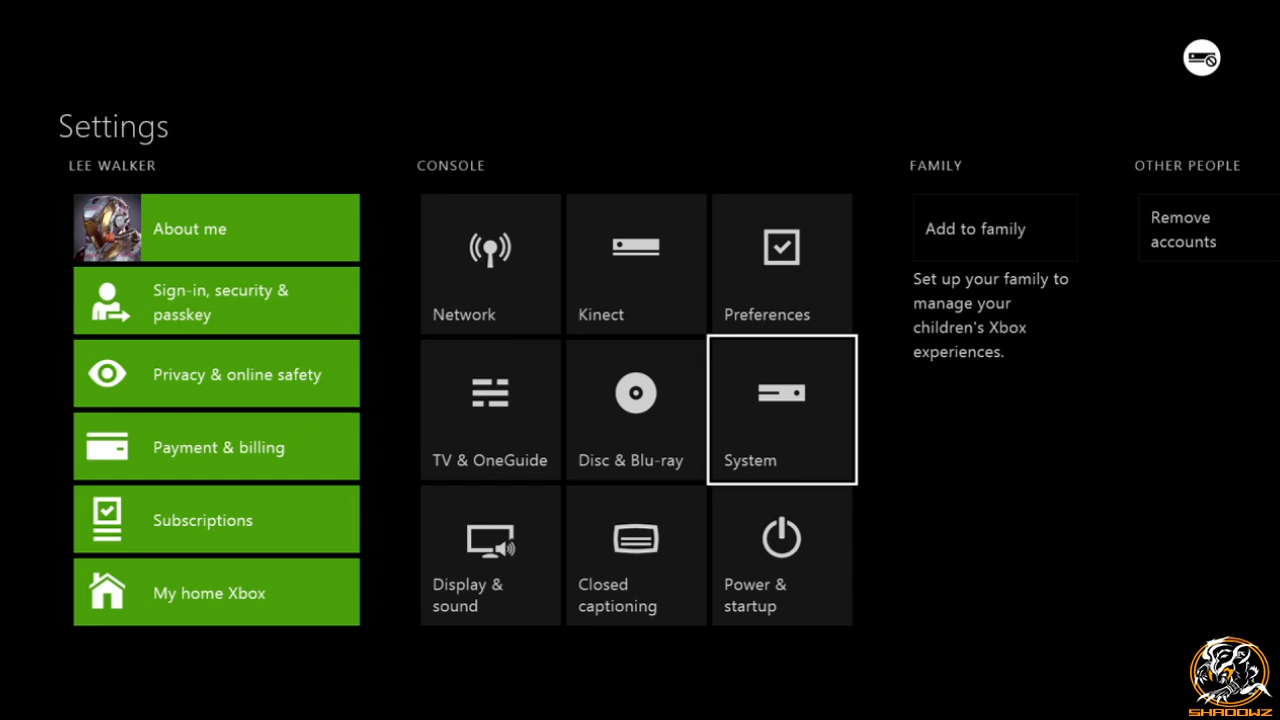 Settings
LEE WALKER
About me
Sign-in, security &
passkey
Privacy & online safety
Payment & billing
Subscriptions
My home Xbox
CONSOLE
Network
Kinect
Preferences
TV & OneGuide
Disc & Blu-ray
System
Display &
sound
Closed
captioning
Power &
startup
FAMILY
Add to family
Set up your family to
manage your
children's Xbox
experiences.
OTHER PEOPLE
Remove
accounts
SHADOWZ